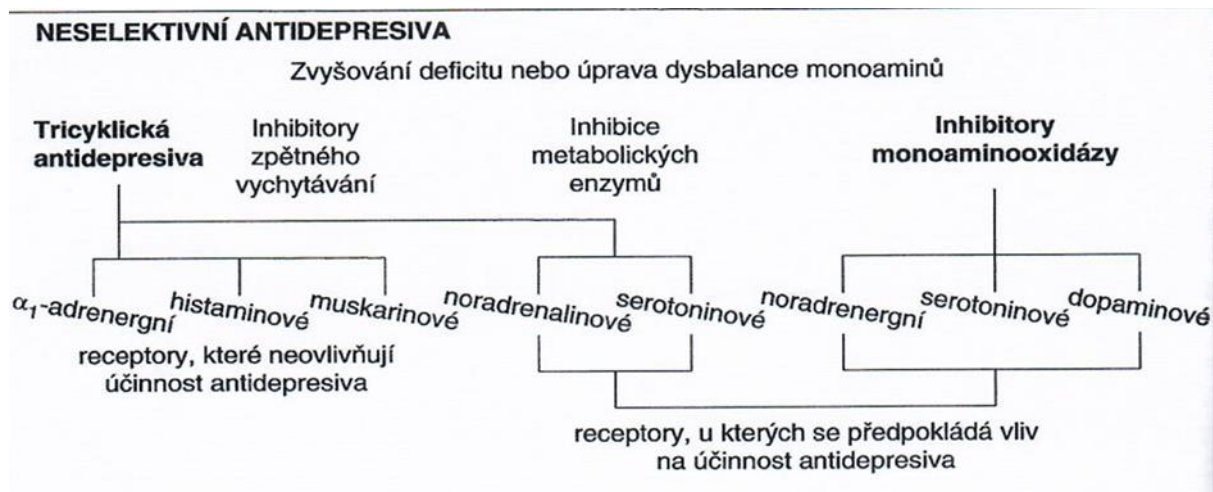 NESELEKTIVNÍ ANTIDEPRESIVA
Zvyšování deficitu nebo úprava dysbalance monoaminů
Tricyklická
antidepresiva
Inhibitory
zpětného
vychytávání
Inhibice
metabolických
enzymů
Inhibitory
monoaminooxidázy
α1-adrenergní
histaminové
muskarinové
noradrenalinové
serotoninové
noradrenergní
serotoninové
dopaminové
receptory, které neovlivňují
účinnost antidepresiva
receptory, u kterých se předpokládá vliv
na účinnost antidepresiva